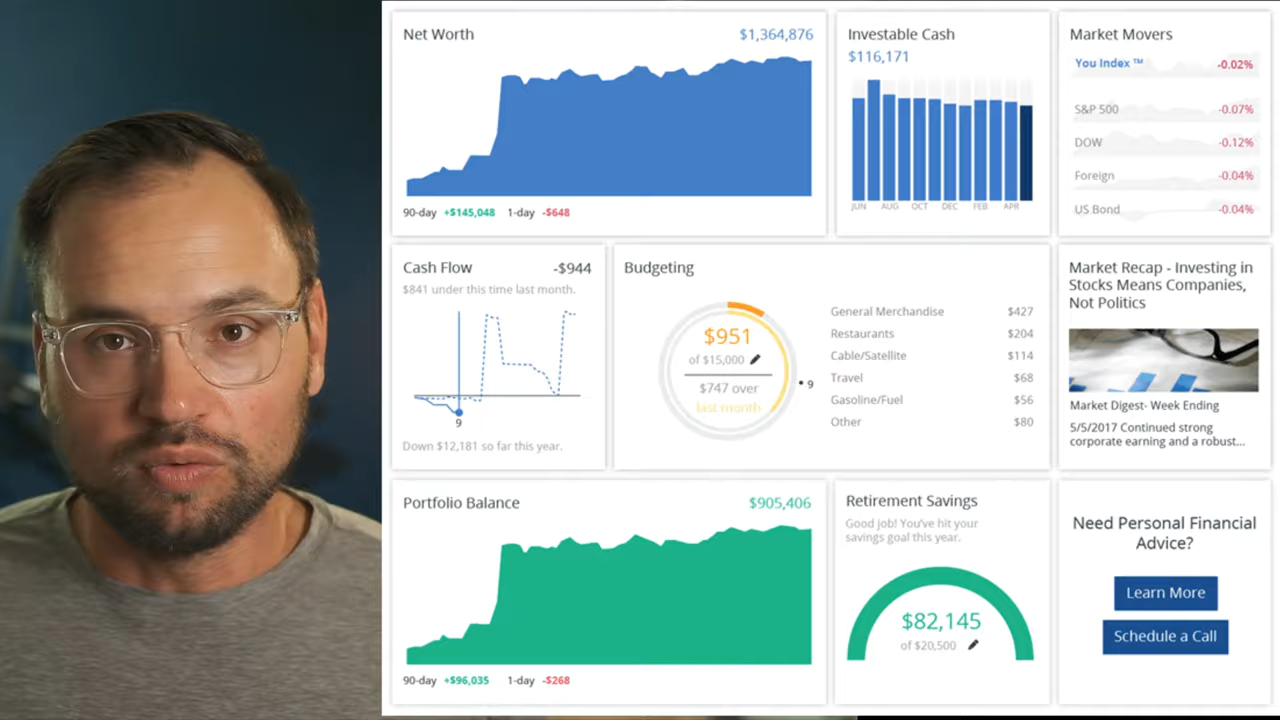 Net Worth
$1,364,876
90-day +$145,048 1-day -$648
Investable Cash
$116,171
JUN AUG OCT DEC FEB APR
Market Movers
You Index ™ -0.02%
S&P 500 -0.07%
DOW -0.12%
Foreign -0.04%
US Bond -0.04%
Cash Flow -$944
$841 under this time last month.
9
Down $12,181 so far this year.
Budgeting
$951
of $15,000
$747 over
last month
9
General Merchandise $427
Restaurants $204
Cable/Satellite $114
Travel $68
Gasoline/Fuel $56
Other $80
Market Recap - Investing in
Stocks Means Companies,
Not Politics
Market Digest- Week Ending
5/5/2017 Continued strong
corporate earning and a robust...
Portfolio Balance
$905,406
90-day +$96,035 1-day -$268
Retirement Savings
Good job! You've hit your
savings goal this year.
$82,145
of $20,500
Need Personal Financial
Advice?
Learn More
Schedule a Call